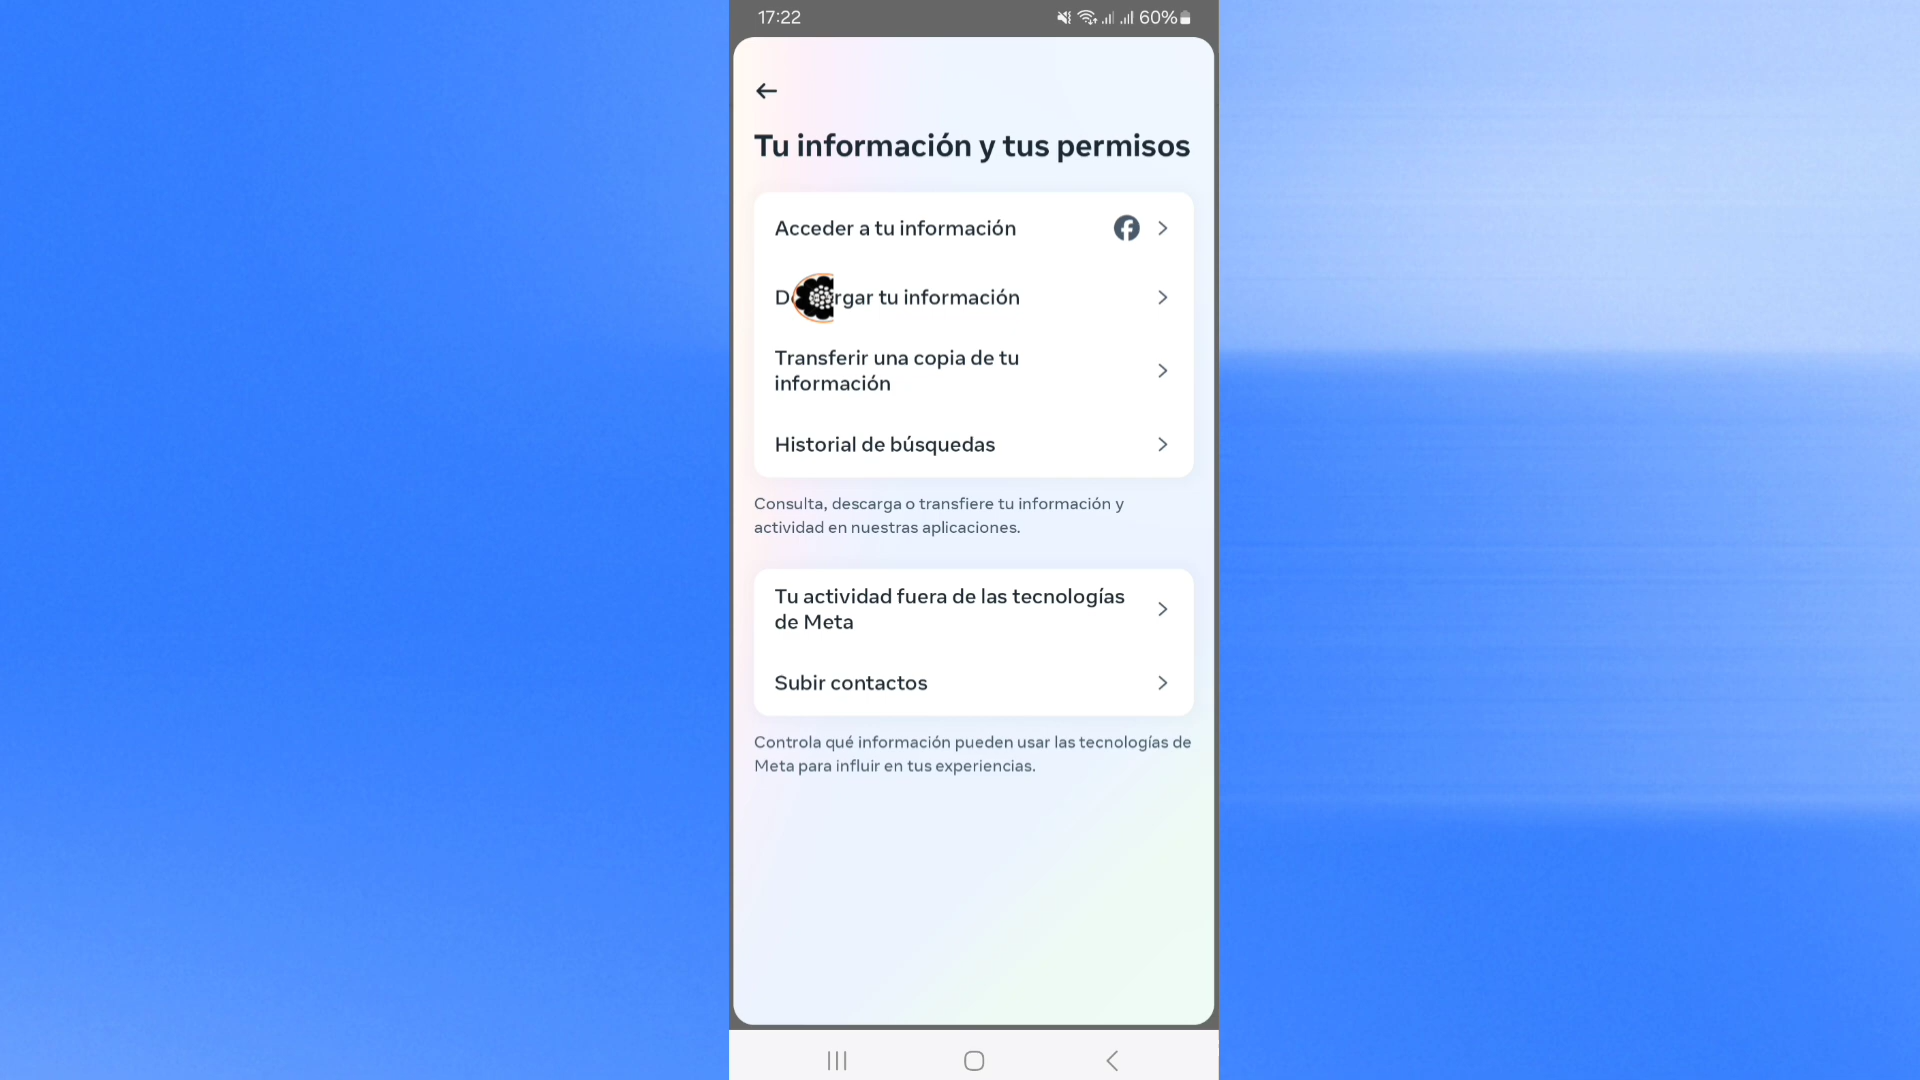 17:22
60%
Tu información y tus permisos
Acceder a tu información
rgar tu información
Transferir una copia de tu
información
Historial de búsquedas
Consulta, descarga o transfiere tu información y
actividad en nuestras aplicaciones.
Tu actividad fuera de las tecnologías
de Meta
Subir contactos
Controla qué información pueden usar las tecnologías de
Meta para influir en tus experiencias.